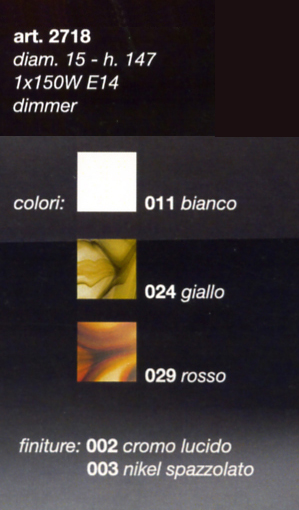 art. 2718
diam. 15 - h. 147
1x150W E14
dimmer
colori: 011 bianco
024 giallo
029 rosso
finiture: 002 cromo lucido
003 nikel spazzolato